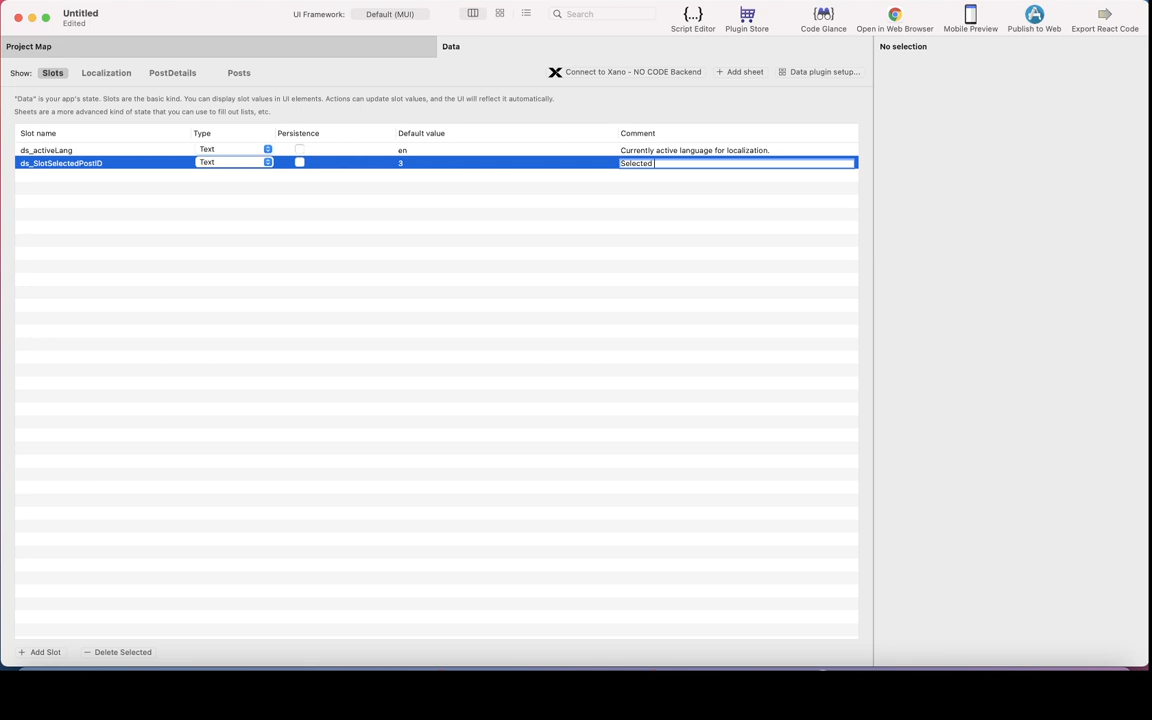 Untitled
Edited
UI Framework: Default (MUI)
Search
{...}
Script Editor
Plugin Store
Code Glance
Open in Web Browser
Mobile Preview
Publish to Web
Export React Code
Project Map
Data
No selection
Show: Slots Localization PostDetails Posts
Connect to Xano - NO CODE Backend
+ Add sheet
Data plugin setup...
"Data" is your app's state. Slots are the basic kind. You can display slot values in UI elements. Actions can update slot values, and the UI will reflect it automatically.
Sheets are a more advanced kind of state that you can use to fill out lists, etc.
Slot name Type Persistence Default value Comment
ds_activeLang Text en Currently active language for localization.
ds_SlotSelectedPostID Text 3 Selected
+ Add Slot
− Delete Selected